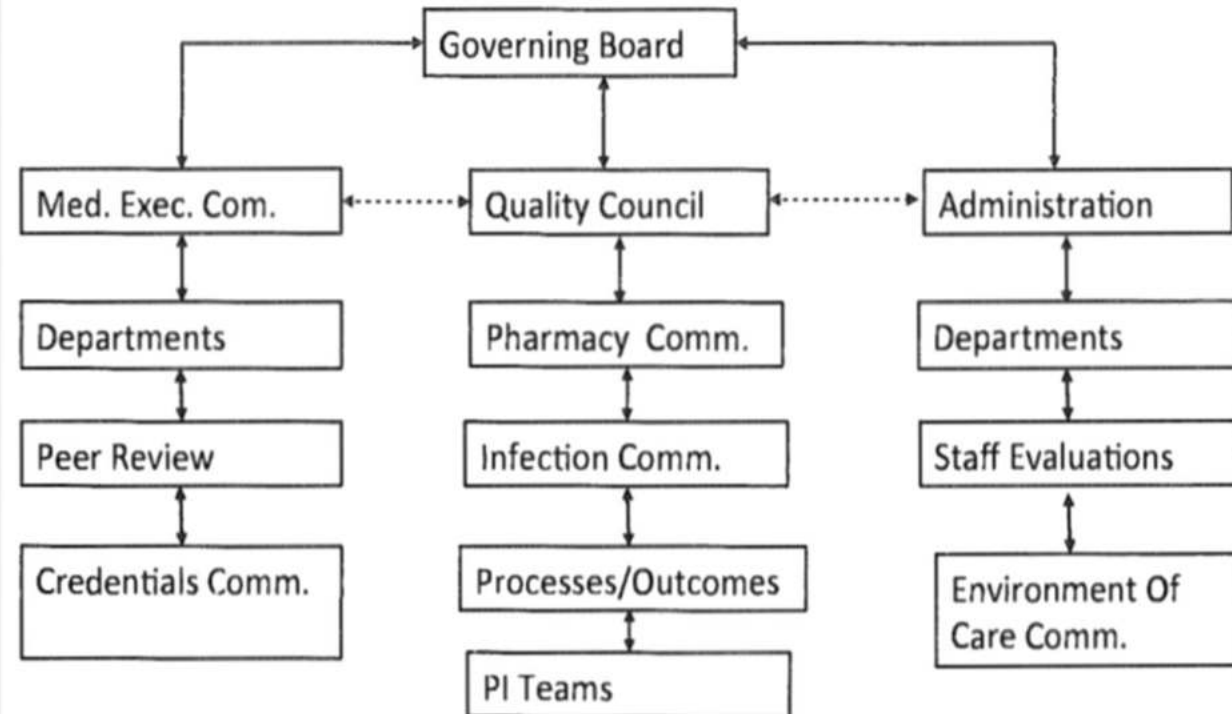 Governing Board
Med. Exec. Com.
Quality Council
Administration
Departments
Pharmacy Comm.
Departments
Peer Review
Infection Comm.
Staff Evaluations
Credentials Comm.
Processes/Outcomes
Environment Of
Care Comm.
PI Teams